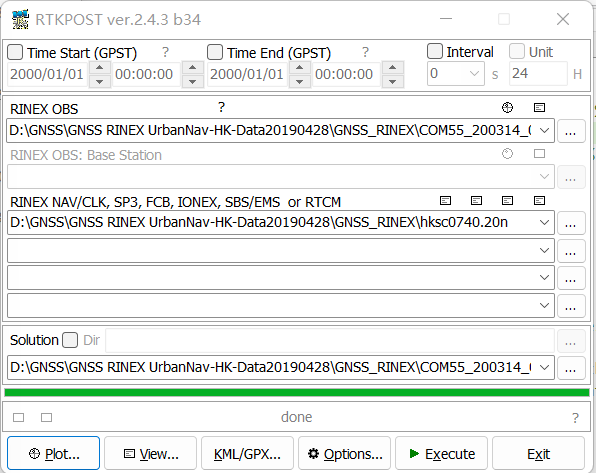 RTKPOST ver.2.4.3 b34
Time Start (GPST) ? Time End (GPST) ? Interval Unit
2000/01/01 00:00:00 2000/01/01 00:00:00 0 s 24 H
RINEX OBS ?
D:\GNSS\GNSS RINEX UrbanNav-HK-Data20190428\GNSS_RINEX\COM55_200314_
...
RINEX OBS: Base Station
...
RINEX NAV/CLK, SP3, FCB, IONEX, SBS/EMS or RTCM
D:\GNSS\GNSS RINEX UrbanNav-HK-Data20190428\GNSS_RINEX\hksc0740.20n
...
...
...
...
Solution Dir
...
D:\GNSS\GNSS RINEX UrbanNav-HK-Data20190428\GNSS_RINEX\COM55_200314_
...
done ?
Plot... View... KML/GPX... Options... Execute Exit